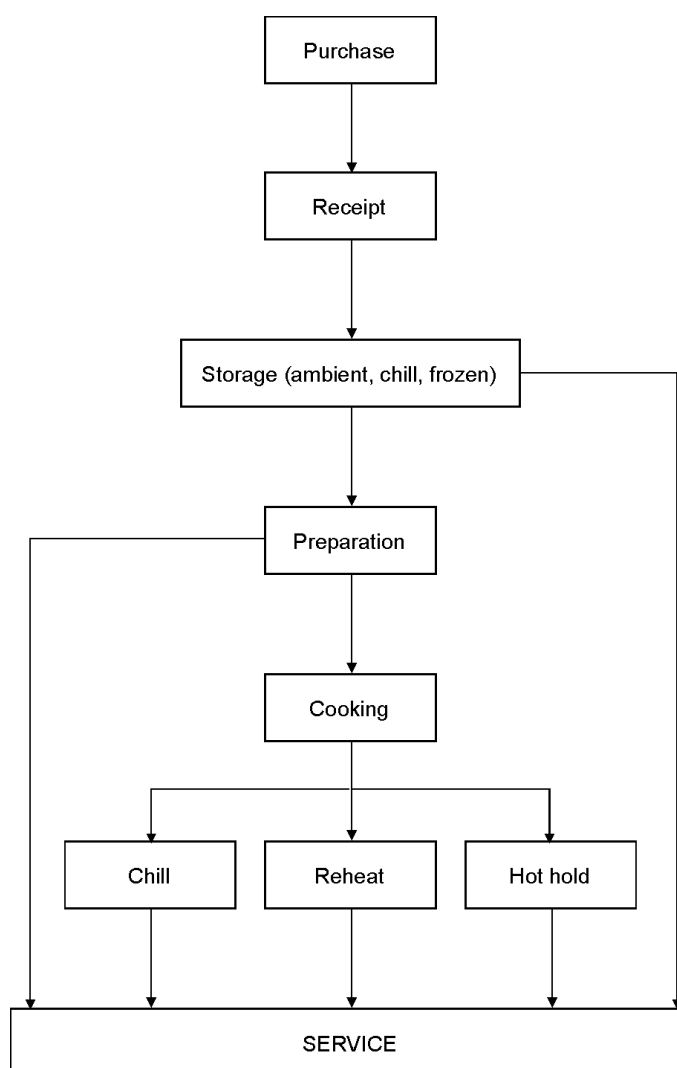 Purchase
Receipt
Storage (ambient, chill, frozen)
Preparation
Cooking
Chill
Reheat
Hot hold
SERVICE